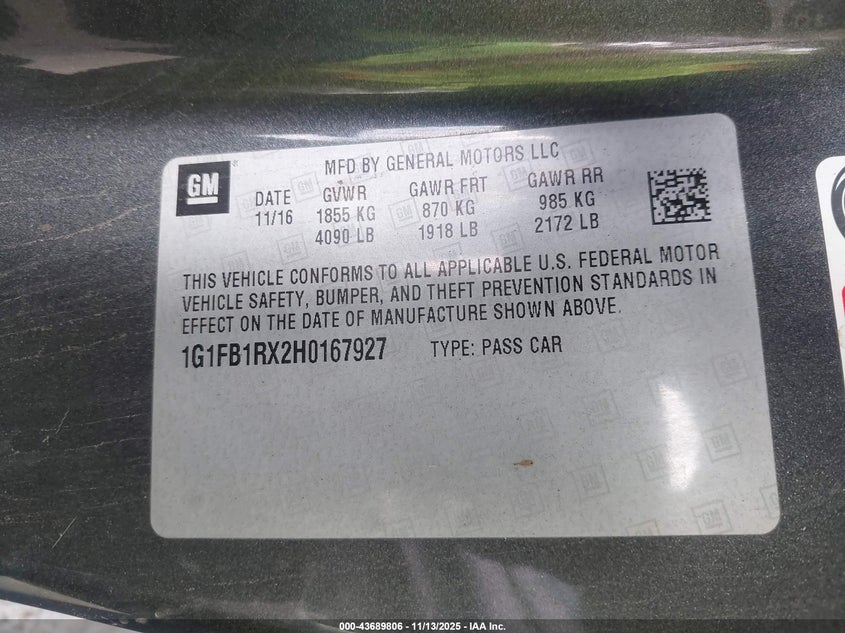 GM
MFD BY GENERAL MOTORS LLC
DATE GVWR GAWR FRT GAWR RR
11/16 1855 KG 870 KG 985 KG
4090 LB 1918 LB 2172 LB
THIS VEHICLE CONFORMS TO ALL APPLICABLE U.S. FEDERAL MOTOR
VEHICLE SAFETY, BUMPER, AND THEFT PREVENTION STANDARDS IN
EFFECT ON THE DATE OF MANUFACTURE SHOWN ABOVE.
1G1FB1RX2H0167927 TYPE: PASS CAR
000-43689806 - 11/13/2025 - IAA Inc.